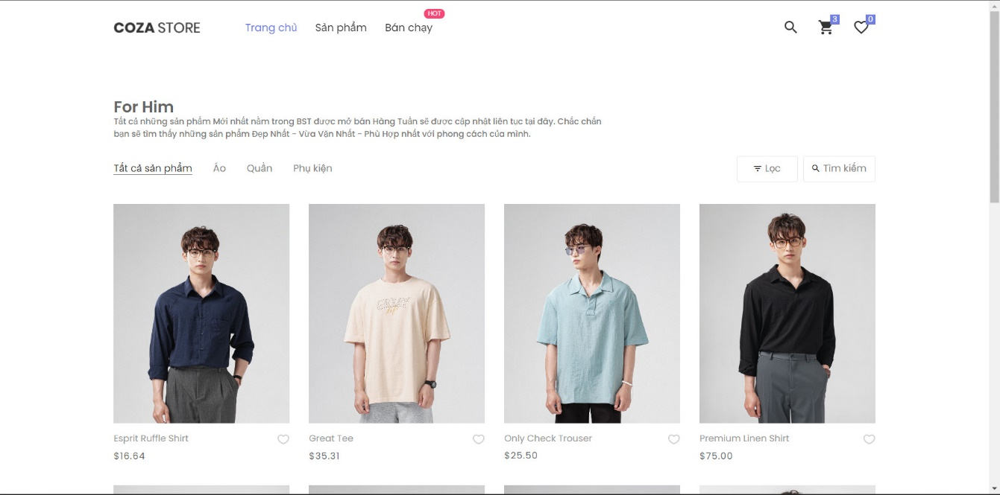 COZA STORE
Trang chủ
Sản phẩm
Bán chạy
HOT
3
0
For Him
Tất cả những sản phẩm Mới nhất nằm trong BST được mở bán Hàng Tuần sẽ được cập nhật liên tục tại đây. Chắc chắn
bạn sẽ tìm thấy những sản phẩm Đẹp Nhất - Vừa Vặn Nhất - Phù Hợp nhất với phong cách của mình.
Tất cả sản phẩm
Áo
Quần
Phụ kiện
Lọc
Tìm kiếm
Esprit Ruffle Shirt
$16.64
Great Tee
$35.31
Only Check Trouser
$25.50
Premium Linen Shirt
$75.00